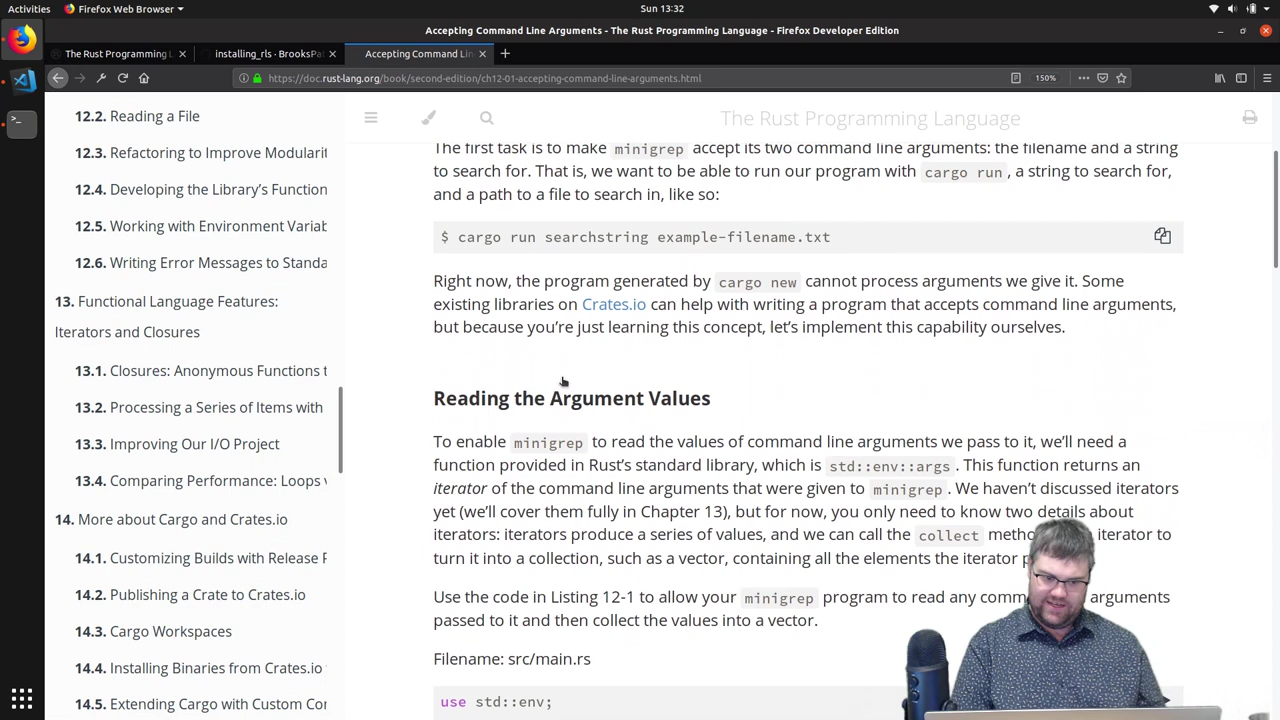 Activities
Firefox Web Browser
Sun 13:32
Accepting Command Line Arguments - The Rust Programming Language - Firefox Developer Edition
The Rust Programming L
installing_rls - BrooksPa
Accepting Command Lin
https://doc.rust-lang.org/book/second-edition/ch12-01-accepting-command-line-arguments.html
150%
12.2. Reading a File
12.3. Refactoring to Improve Modularit
12.4. Developing the Library’s Function
12.5. Working with Environment Variab
12.6. Writing Error Messages to Standa
13. Functional Language Features:
Iterators and Closures
13.1. Closures: Anonymous Functions t
13.2. Processing a Series of Items with
13.3. Improving Our I/O Project
13.4. Comparing Performance: Loops v
14. More about Cargo and Crates.io
14.1. Customizing Builds with Release P
14.2. Publishing a Crate to Crates.io
14.3. Cargo Workspaces
14.4. Installing Binaries from Crates.io
14.5. Extending Cargo with Custom Co
The Rust Programming Language
The first task is to make minigrep accept its two command line arguments: the filename and a string
to search for. That is, we want to be able to run our program with cargo run, a string to search for,
and a path to a file to search in, like so:
$ cargo run searchstring example-filename.txt
Right now, the program generated by cargo new cannot process arguments we give it. Some
existing libraries on Crates.io can help with writing a program that accepts command line arguments,
but because you’re just learning this concept, let’s implement this capability ourselves.
Reading the Argument Values
To enable minigrep to read the values of command line arguments we pass to it, we’ll need a
function provided in Rust’s standard library, which is std::env::args. This function returns an
iterator of the command line arguments that were given to minigrep. We haven’t discussed iterators
yet (we’ll cover them fully in Chapter 13), but for now, you only need to know two details about
iterators: iterators produce a series of values, and we can call the collect metho iterator to
turn it into a collection, such as a vector, containing all the elements the iterator p
Use the code in Listing 12-1 to allow your minigrep program to read any comm arguments
passed to it and then collect the values into a vector.
Filename: src/main.rs
use std::env;